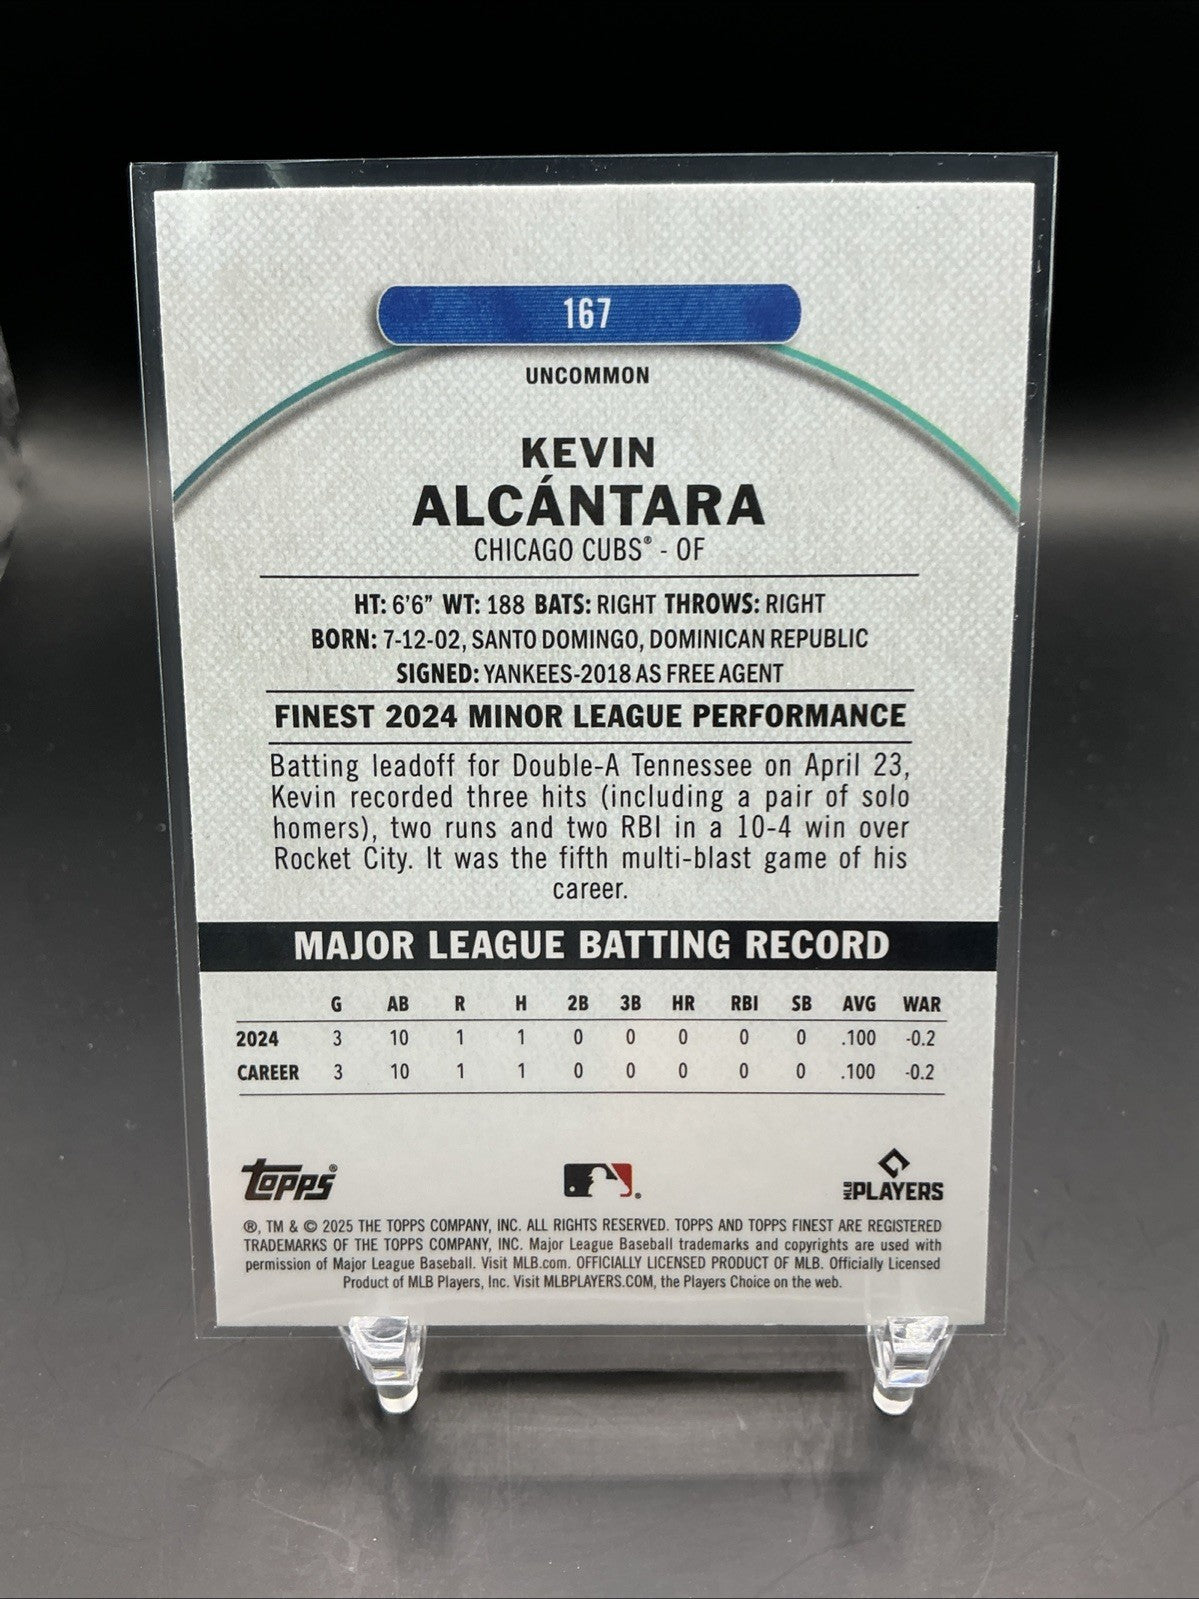 167
UNCOMMON
KEVIN
ALCÁNTARA
CHICAGO CUBS® - OF
HT: 6'6" WT: 188 BATS: RIGHT THROWS: RIGHT
BORN: 7-12-02, SANTO DOMINGO, DOMINICAN REPUBLIC
SIGNED: YANKEES-2018 AS FREE AGENT
FINEST 2024 MINOR LEAGUE PERFORMANCE
Batting leadoff for Double-A Tennessee on April 23,
Kevin recorded three hits (including a pair of solo
homers), two runs and two RBI in a 10-4 win over
Rocket City. It was the fifth multi-blast game of his
career.
MAJOR LEAGUE BATTING RECORD
G AB R H 2B 3B HR RBI SB AVG WAR
2024 3 10 1 1 0 0 0 0 0 .100 -0.2
CAREER 3 10 1 1 0 0 0 0 0 .100 -0.2
topps® ® MLB PLAYERS
®, TM & © 2025 THE TOPPS COMPANY, INC. ALL RIGHTS RESERVED. TOPPS AND TOPPS FINEST ARE REGISTERED
TRADEMARKS OF THE TOPPS COMPANY, INC. Major League Baseball trademarks and copyrights are used with
permission of Major League Baseball. Visit MLB.com. OFFICIALLY LICENSED PRODUCT OF MLB. Officially Licensed
Product of MLB Players, Inc. Visit MLBPLAYERS.COM, the Players Choice on the web.